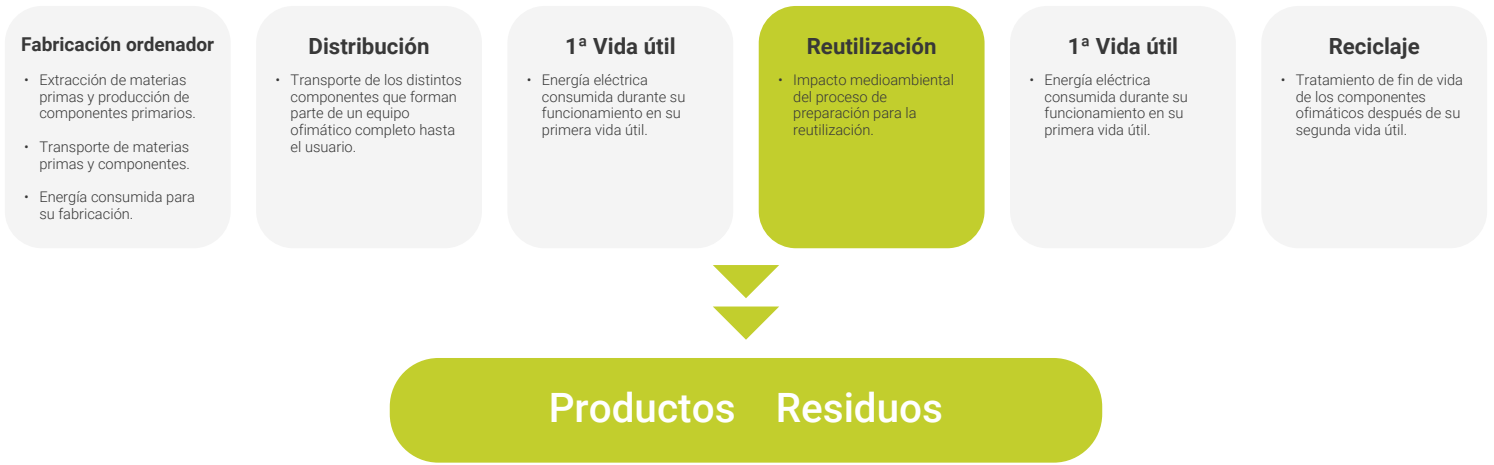 Fabricación ordenador
• Extracción de materias
primas y producción de
componentes primarios.
• Transporte de materias
primas y componentes.
• Energía consumida para
su fabricación.
Distribución
• Transporte de los distintos
componentes que forman
parte de un equipo
ofimático completo hasta
el usuario.
1ª Vida útil
• Energía eléctrica
consumida durante su
funcionamiento en su
primera vida útil.
Reutilización
• Impacto medioambiental
del proceso de
preparación para la
reutilización.
1ª Vida útil
• Energía eléctrica
consumida durante su
funcionamiento en su
primera vida útil.
Reciclaje
• Tratamiento de fin de vida
de los componentes
ofimáticos después de su
segunda vida útil.
Productos Residuos